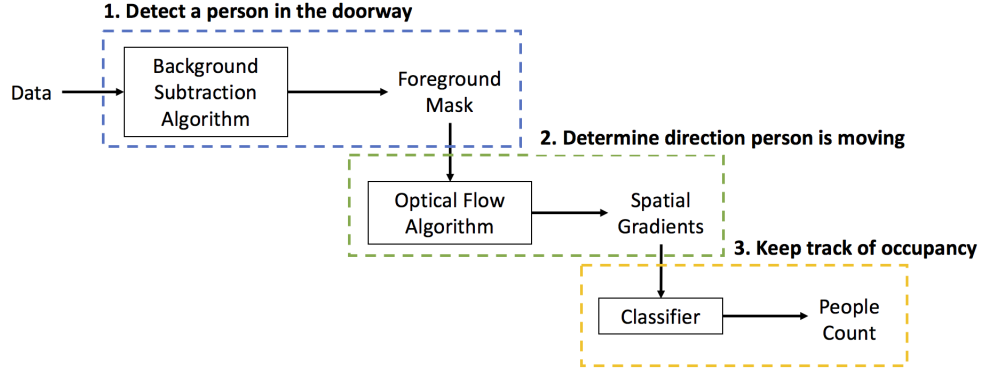 1. Detect a person in the doorway
Data
Background
Subtraction
Algorithm
Foreground
Mask
2. Determine direction person is moving
Optical Flow
Algorithm
Spatial
Gradients
3. Keep track of occupancy
Classifier
People
Count